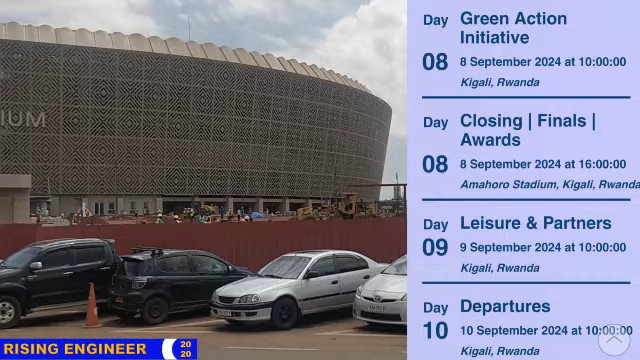 IUM
RISING ENGINEER
20
20
Day
08
Green Action
Initiative
8 September 2024 at 10:00:00
Kigali, Rwanda
Day
08
Closing | Finals |
Awards
8 September 2024 at 16:00:00
Amahoro Stadium, Kigali, Rwanda
Day
09
Leisure & Partners
9 September 2024 at 10:00:00
Kigali, Rwanda
Day
10
Departures
10 September 2024 at 10:00:00
Kigali, Rwanda